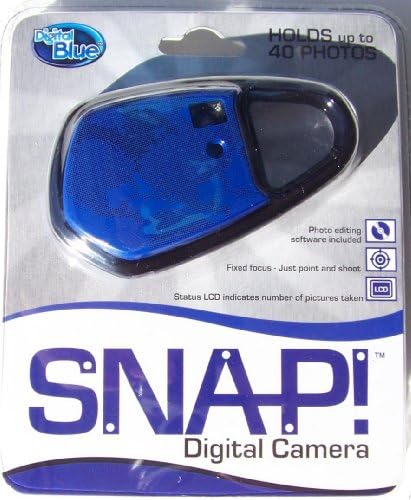 Digital
Blue
HOLDS up to
40 PHOTOS
Photo editing
software included
Fixed focus - Just point and shoot
LCD
Status LCD indicates number of pictures taken
SNAP!™
Digital Camera